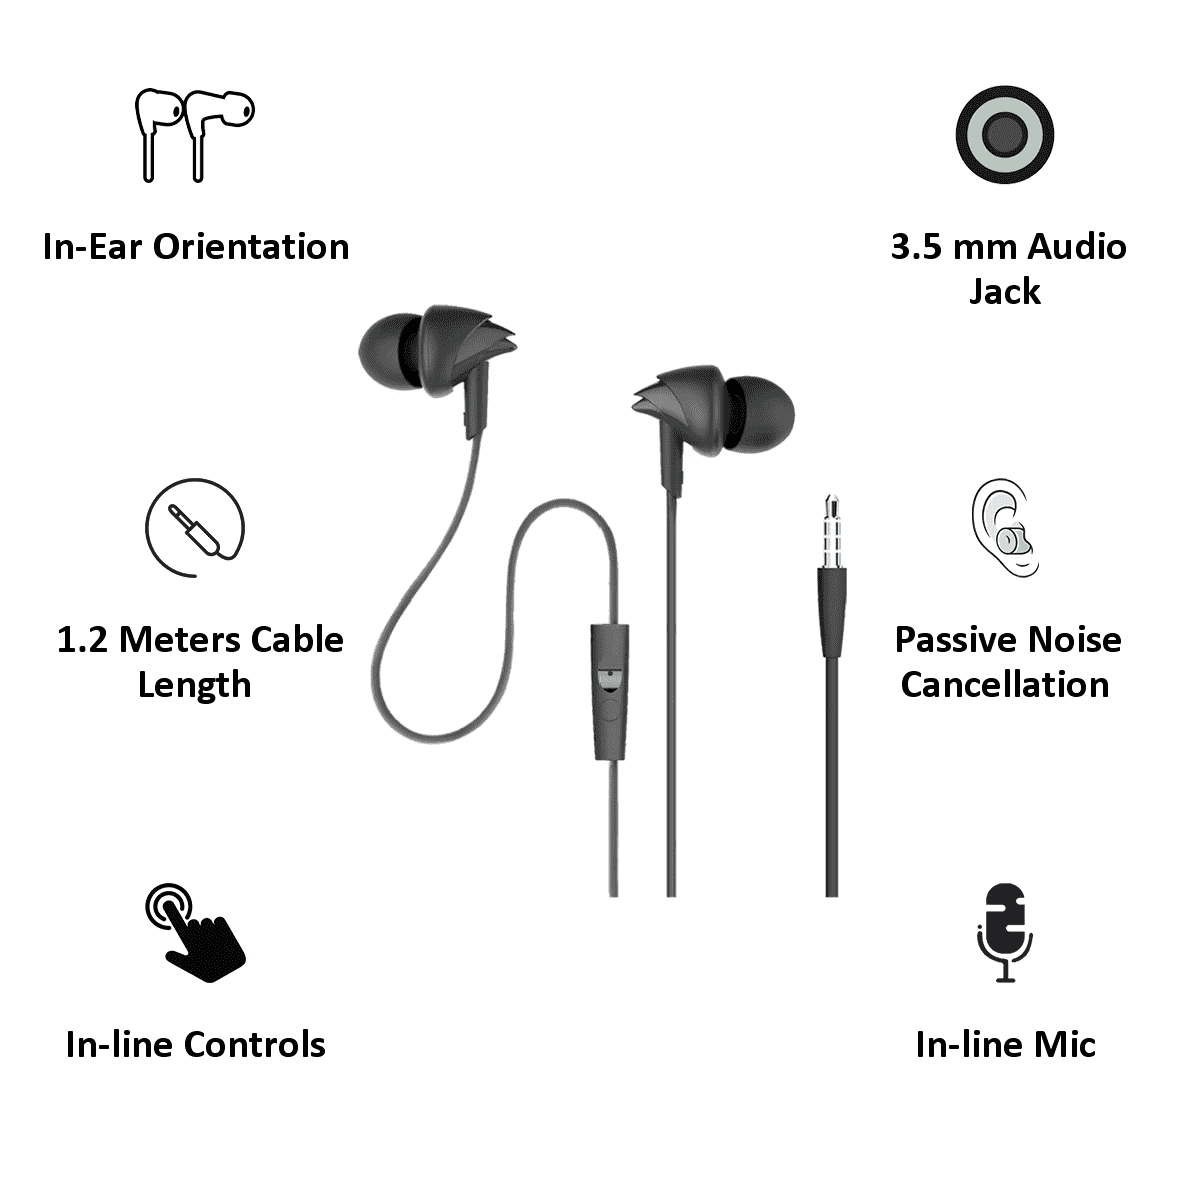 In-Ear Orientation
3.5 mm Audio
Jack
1.2 Meters Cable
Length
Passive Noise
Cancellation
In-line Controls
In-line Mic